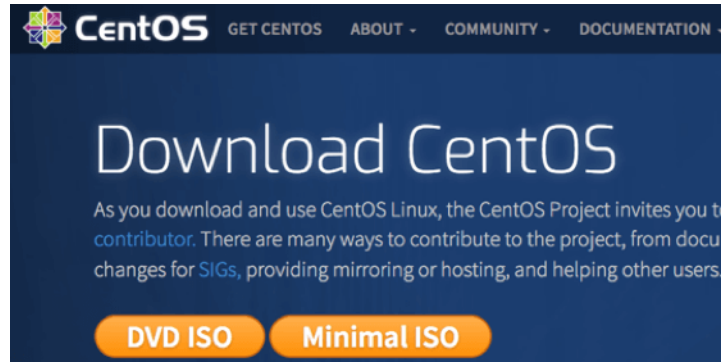 CentOS GET CENTOS ABOUT COMMUNITY DOCUMENTATION
Download CentOS
As you download and use CentOS Linux, the CentOS Project invites you t
contributor. There are many ways to contribute to the project, from docu
changes for SIGs, providing mirroring or hosting, and helping other users.
DVD ISO Minimal ISO